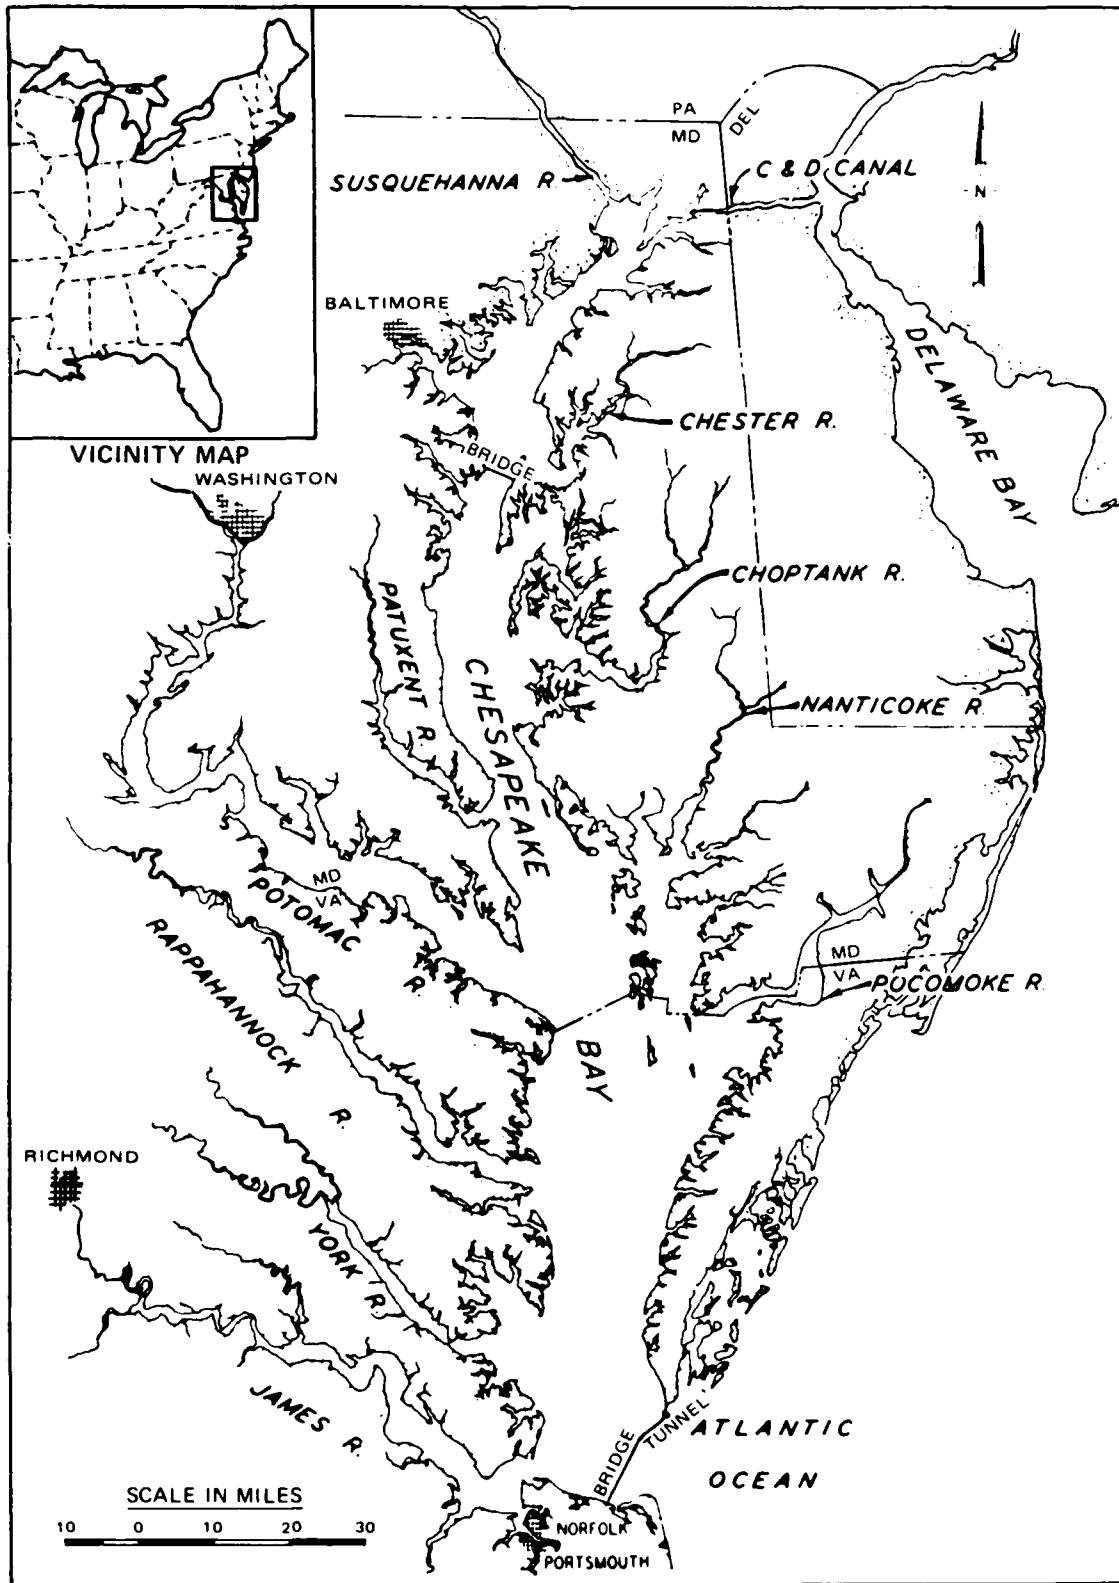 PA
MD
DEL
C & D CANAL
SUSQUEHANNA R.
N
BALTIMORE
DELAWARE BAY
CHESTER R.
BRIDGE
VICINITY MAP
WASHINGTON
CHOPTANK R.
PATUXENT R.
CHESAPEAKE
BAY
NANTICOKE R.
MD
VA
POTOMAC R.
RAPPAHANNOCK R.
MD
VA
POCOMOKE R.
RICHMOND
YORK R.
JAMES R.
BRIDGE TUNNEL
ATLANTIC
OCEAN
SCALE IN MILES
10 0 10 20 30
NORFOLK
PORTSMOUTH